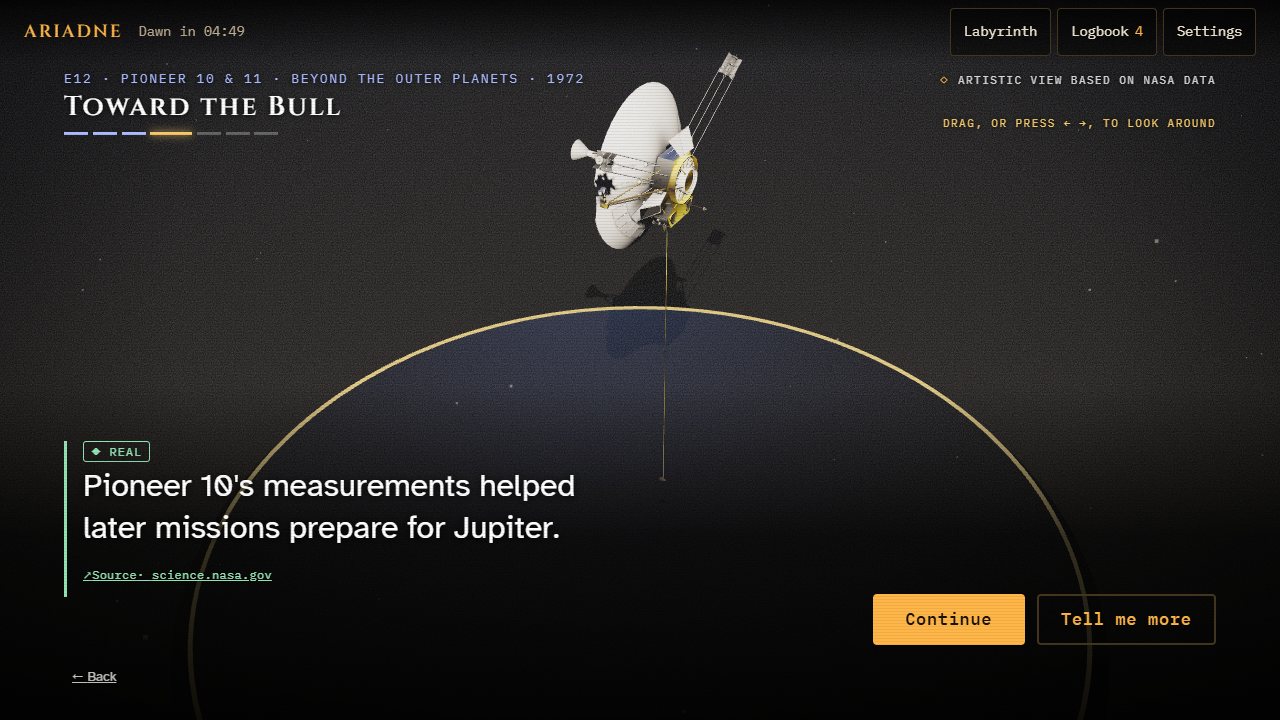 ARIADNE Dawn in 04:49 Labyrinth Logbook 4 Settings
E12 · PIONEER 10 & 11 · BEYOND THE OUTER PLANETS · 1972
Toward the Bull
◇ ARTISTIC VIEW BASED ON NASA DATA
DRAG, OR PRESS ← →, TO LOOK AROUND
◆ REAL
Pioneer 10's measurements helped
later missions prepare for Jupiter.
↗Source· science.nasa.gov
Continue Tell me more
← Back